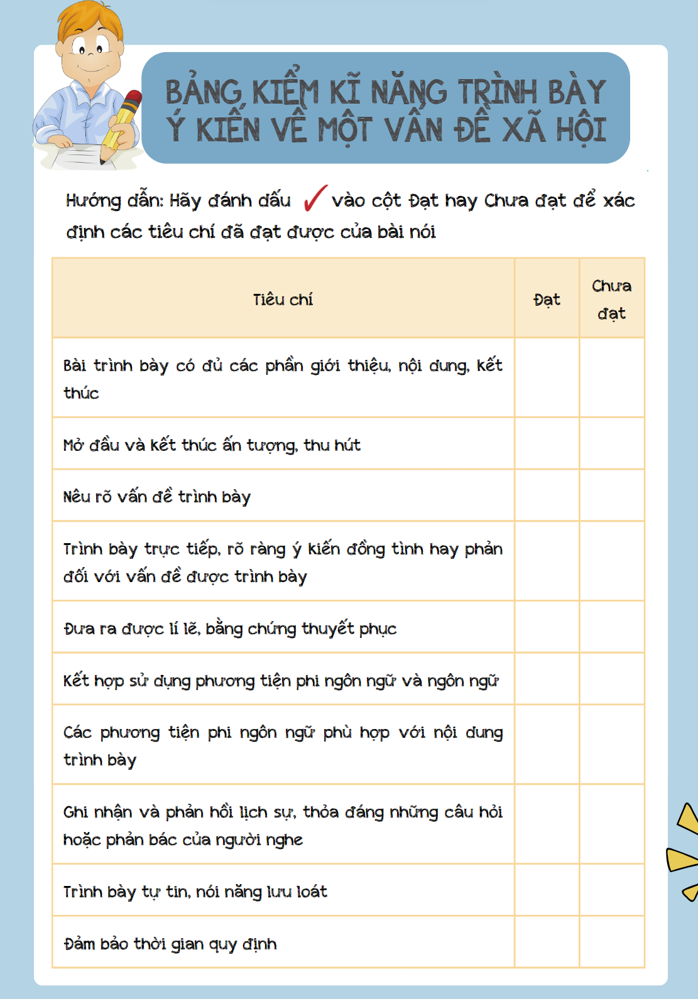 BẢNG KIỂM KĨ NĂNG TRÌNH BÀY
Ý KIẾN VỀ MỘT VẤN ĐỀ XÃ HỘI
Hướng dẫn: Hãy đánh dấu ✓ vào cột Đạt hay Chưa đạt để xác
định các tiêu chí đã đạt được của bài nói
Tiêu chí
Đạt
Chưa
đạt
Bài trình bày có đủ các phần giới thiệu, nội dung, kết
thúc
Mở đầu và kết thúc ấn tượng, thu hút
Nêu rõ vấn đề trình bày
Trình bày trực tiếp, rõ ràng ý kiến đồng tình hay phản
đối với vấn đề được trình bày
Đưa ra được lí lẽ, bằng chứng thuyết phục
Kết hợp sử dụng phương tiện phi ngôn ngữ và ngôn ngữ
Các phương tiện phi ngôn ngữ phù hợp với nội dung
trình bày
Ghi nhận và phản hồi lịch sự, thỏa đáng những câu hỏi
hoặc phản bác của người nghe
Trình bày tự tin, nói năng lưu loát
Đảm bảo thời gian quy định